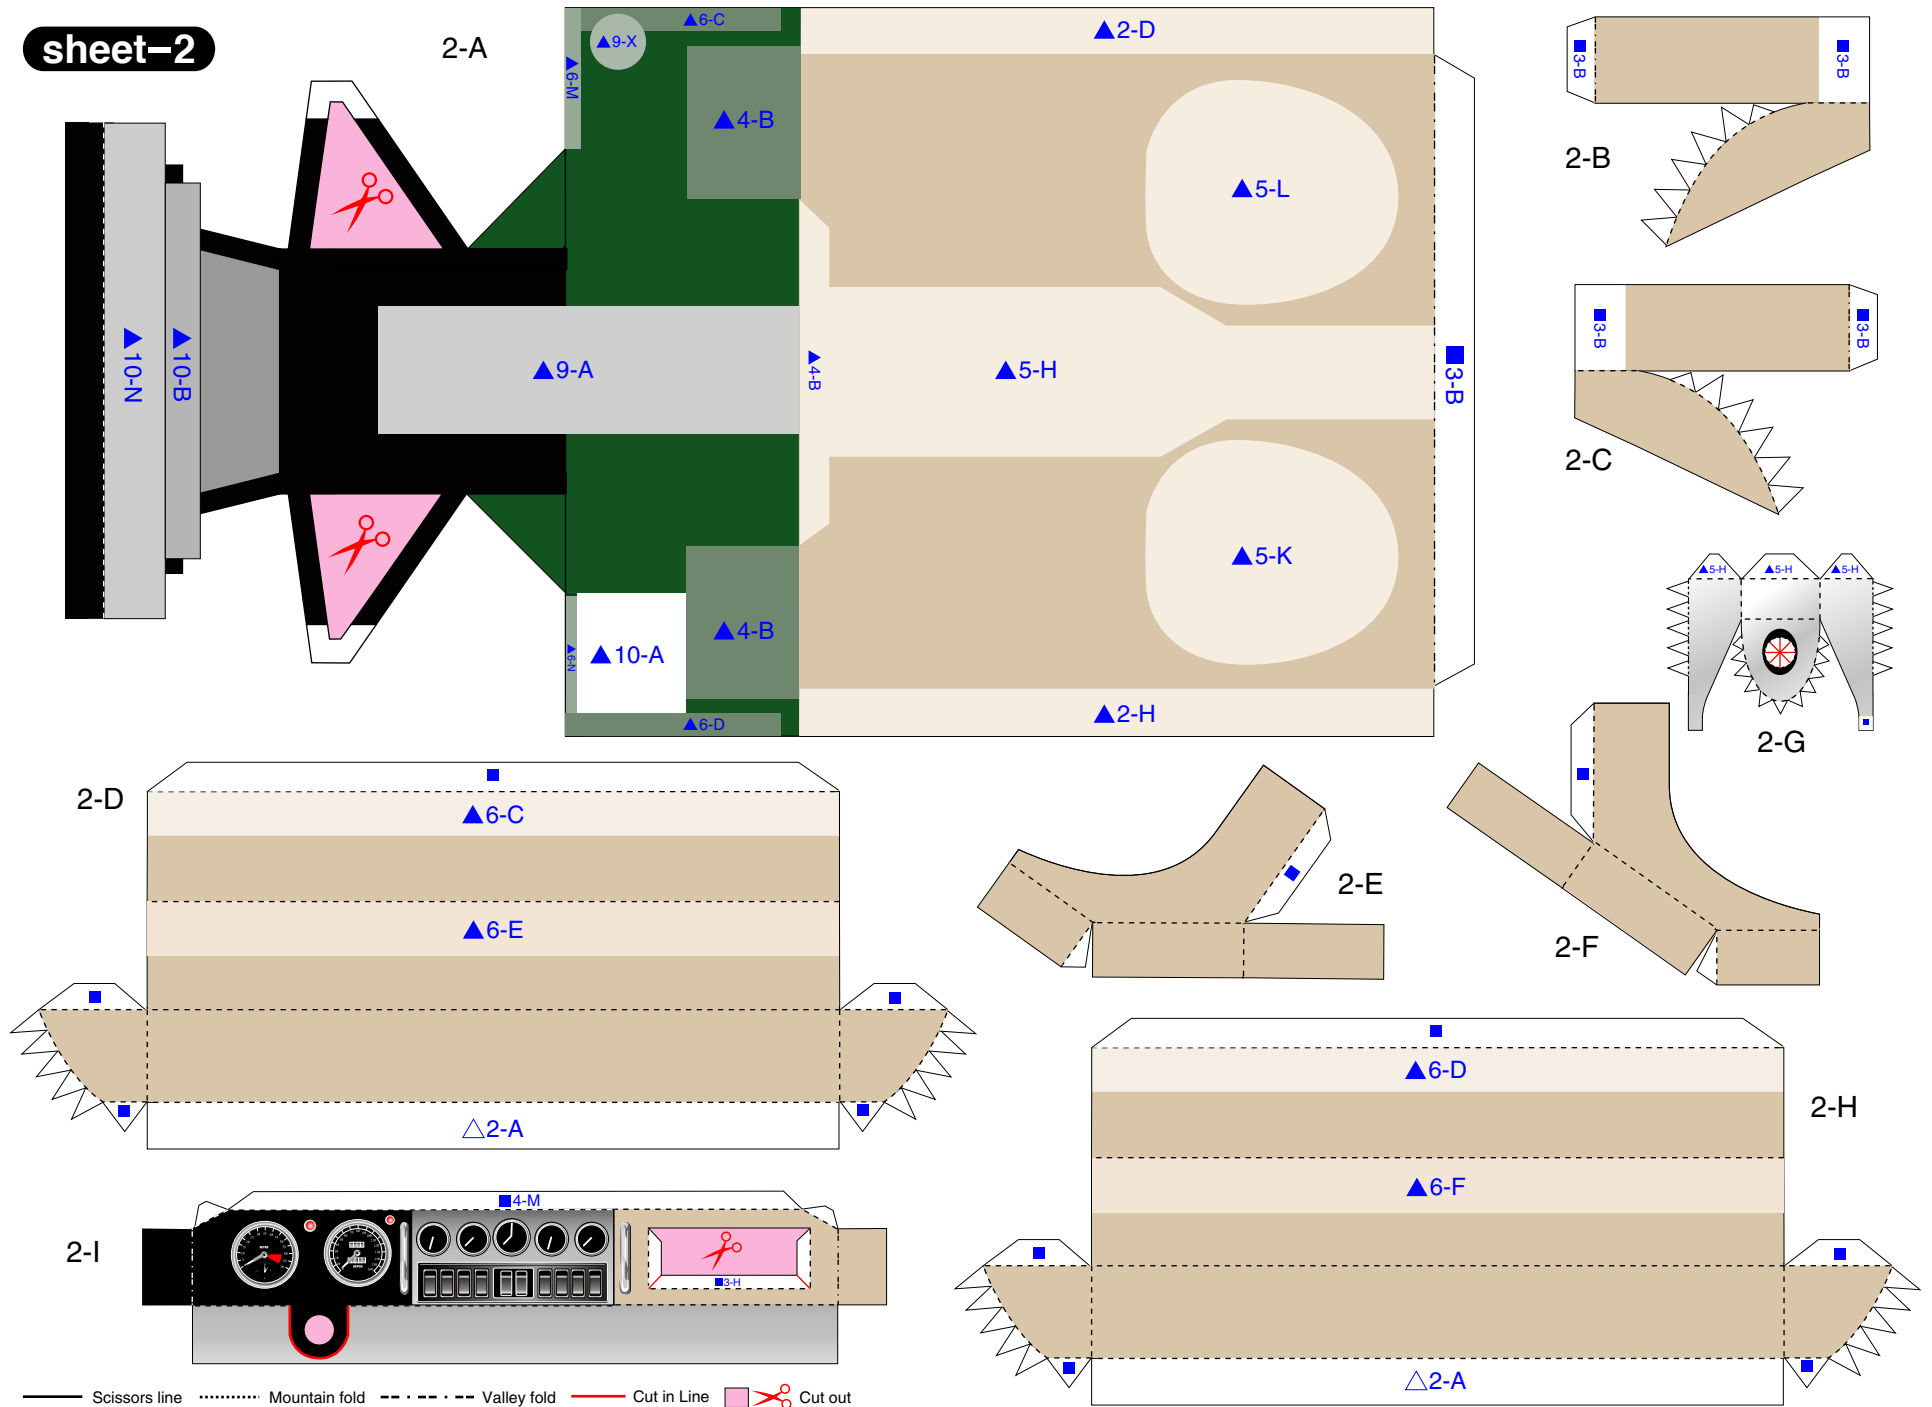 sheet-2
2-A
▲6-C
▲9-X
▲6-M
▲4-B
▲2-D
▲5-L
■3-B
■3-B
2-B
▲10-N
▲10-B
▲9-A
▲4-B
▲5-H
■3-B
■3-B
■3-B
2-C
▲5-K
▲4-B
▲10-A
▲6-N
▲6-D
▲2-H
▲5-H
▲5-H
▲5-H
2-G
2-D
▲6-C
▲6-E
△2-A
2-E
2-F
2-H
▲6-D
▲6-F
△2-A
2-I
■4-M
■3-H
Scissors line
Mountain fold
Valley fold
Cut in Line
Cut out